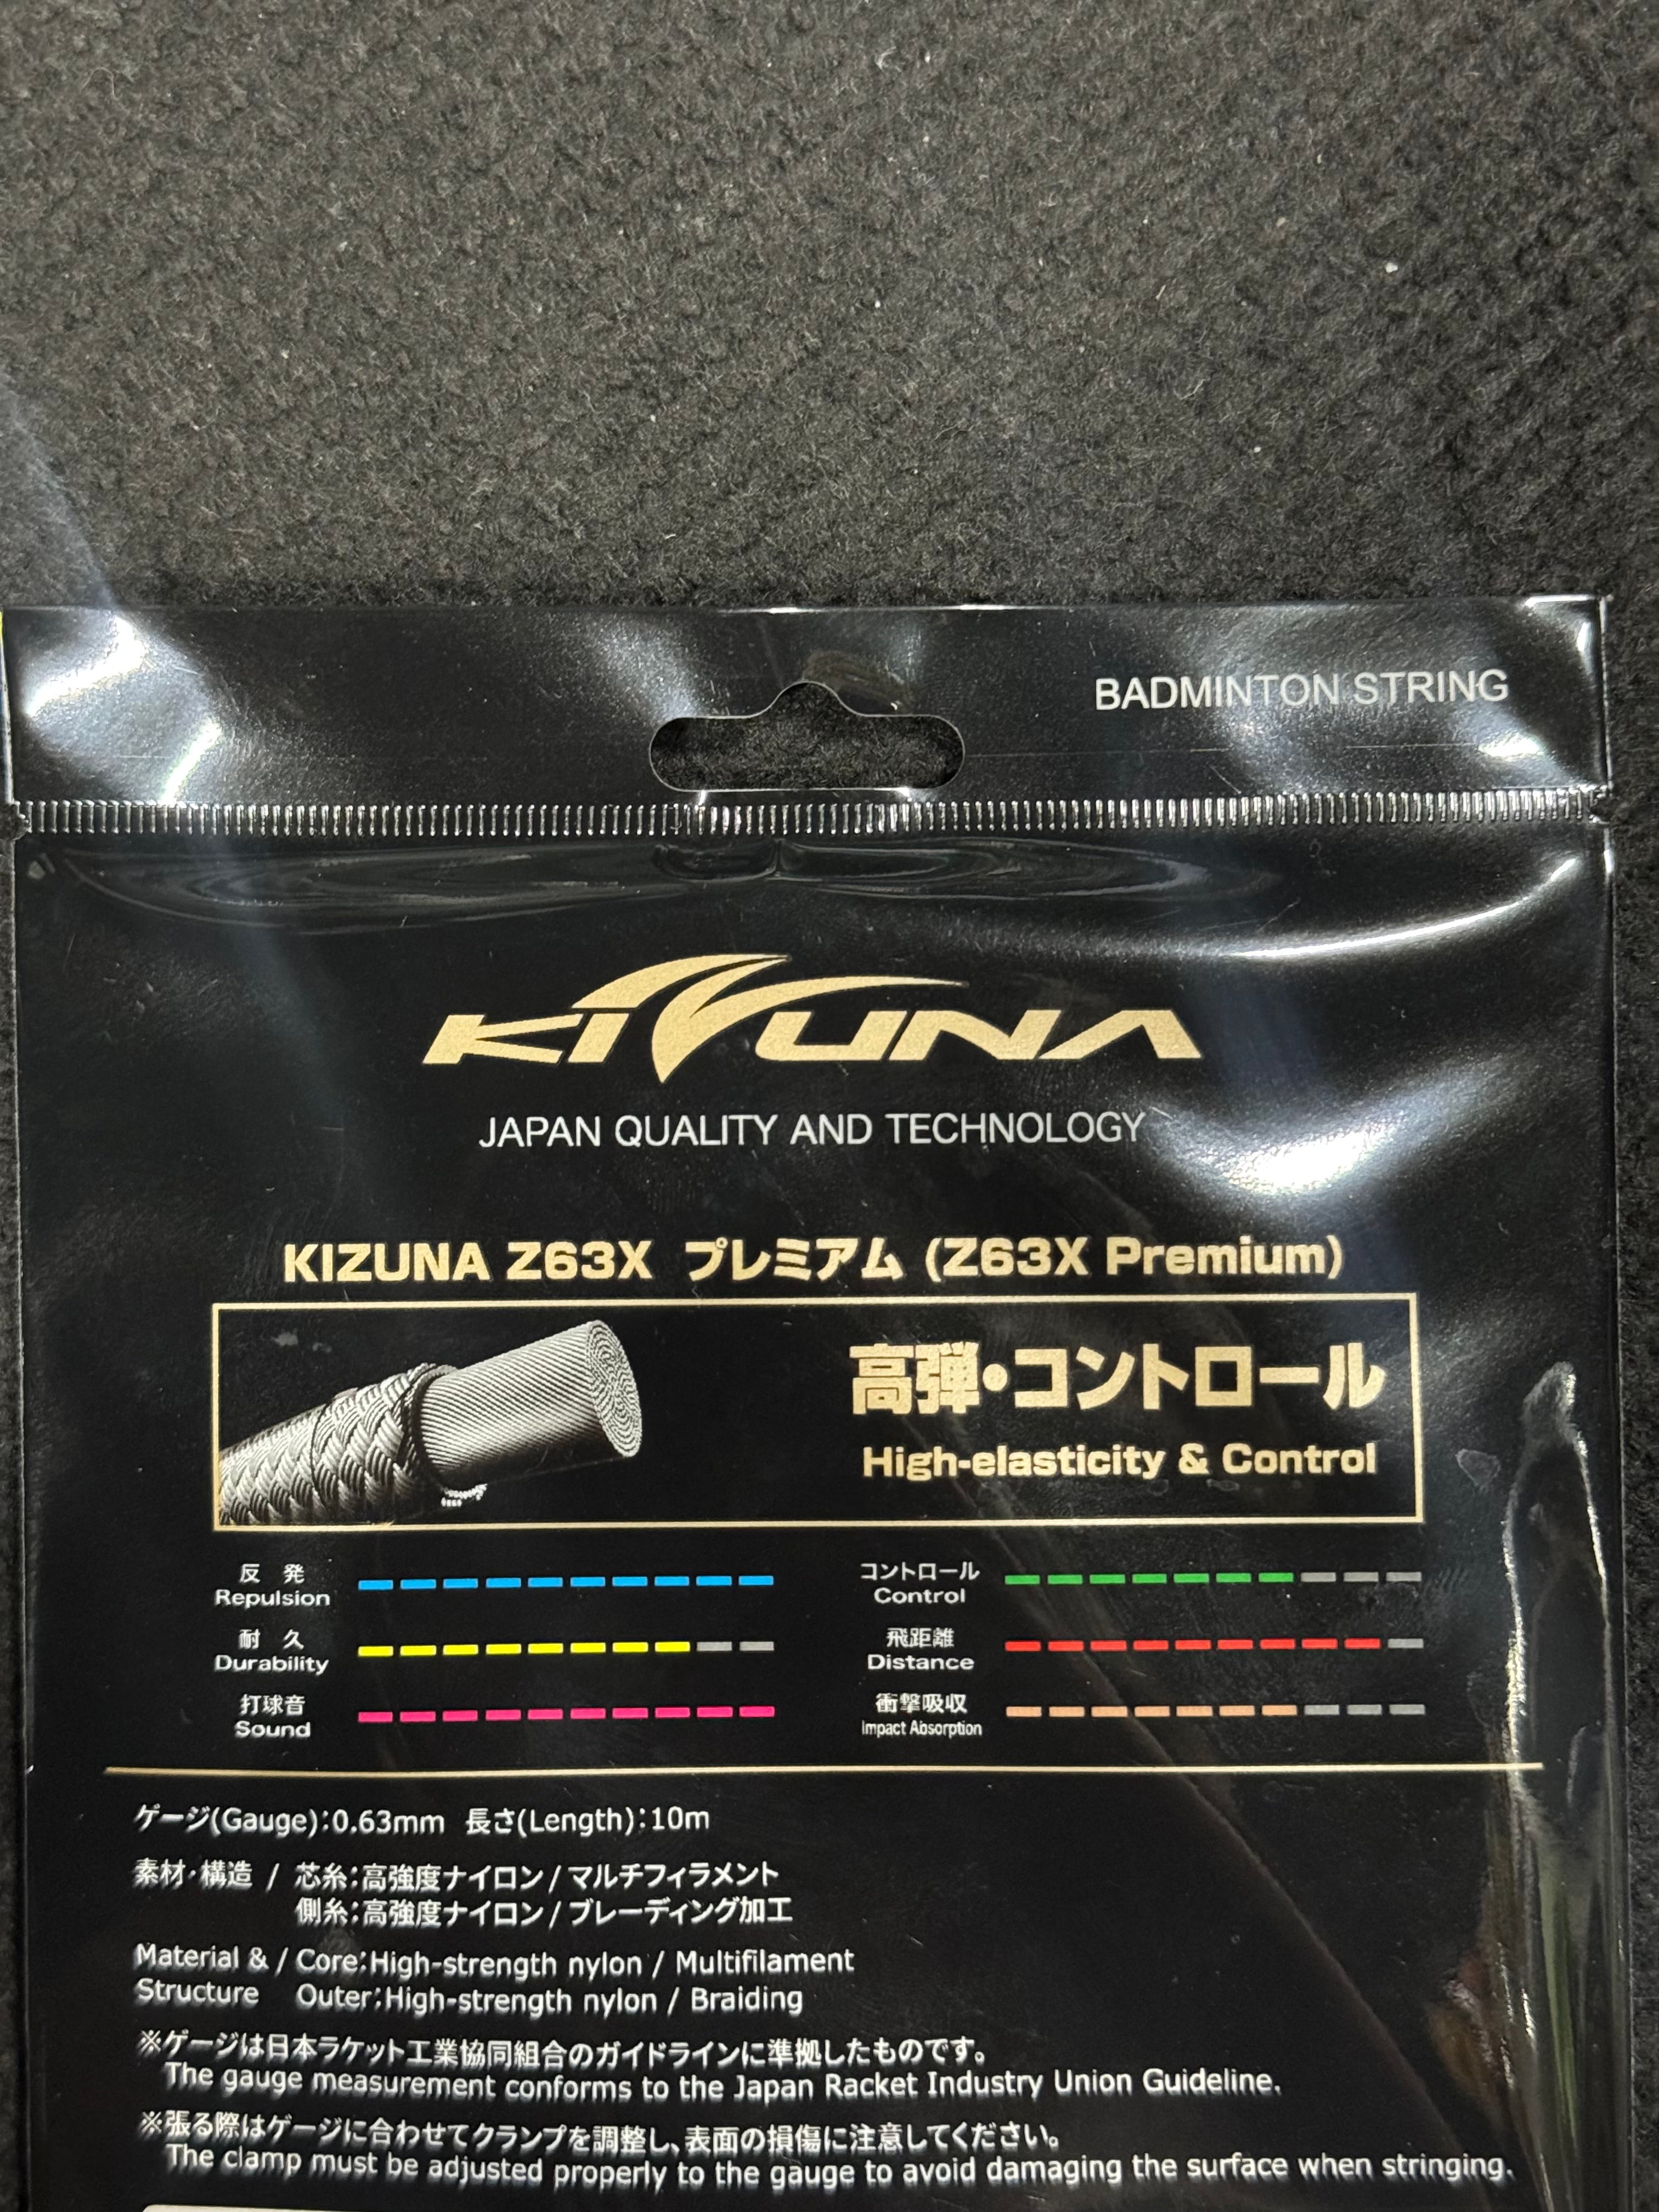 BADMINTON STRING
KIZUNA
JAPAN QUALITY AND TECHNOLOGY
KIZUNA Z63X プレミアム (Z63X Premium)
高弾・コントロール
High-elasticity & Control
反 発
Repulsion
コントロール
Control
耐 久
Durability
飛距離
Distance
打球音
Sound
衝撃吸収
Impact Absorption
ゲージ(Gauge):0.63mm 長さ(Length):10m
素材・構造 / 芯糸:高強度ナイロン/マルチフィラメント
側糸:高強度ナイロン/ブレーディング加工
Material & / Core:High-strength nylon / Multifilament
Structure Outer:High-strength nylon / Braiding
※ゲージは日本ラケット工業協同組合のガイドラインに準拠したものです。
The gauge measurement conforms to the Japan Racket Industry Union Guideline.
※張る際はゲージに合わせてクランプを調整し、表面の損傷に注意してください。
The clamp must be adjusted properly to the gauge to avoid damaging the surface when stringing.